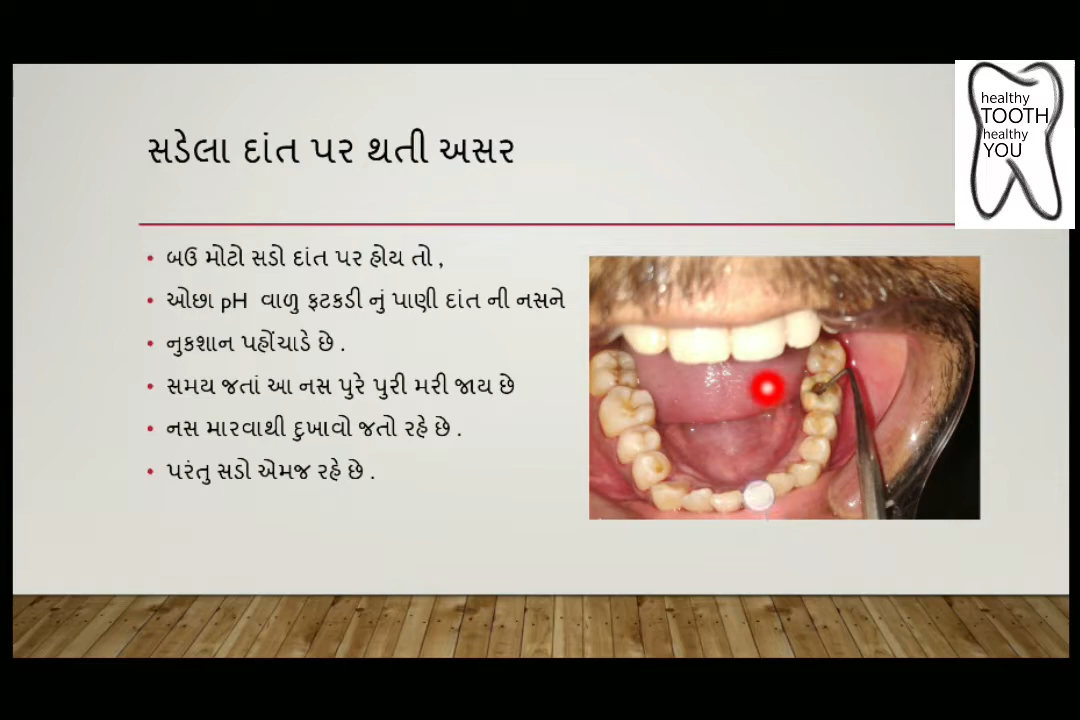 સડેલા દાંત પર થતી અસર
healthy
TOOTH
healthy
YOU
• બઉ મોટો સડો દાંત પર હોય તો ,
• ઓછા pH વાળુ ફટકડી નું પાણી દાંત ની નસને
• નુકશાન પહોંચાડે છે .
• સમય જતાં આ નસ પુરે પુરી મરી જાય છે
• નસ મારવાથી દુખાવો જતો રહે છે .
• પરંતુ સડો એમજ રહે છે .